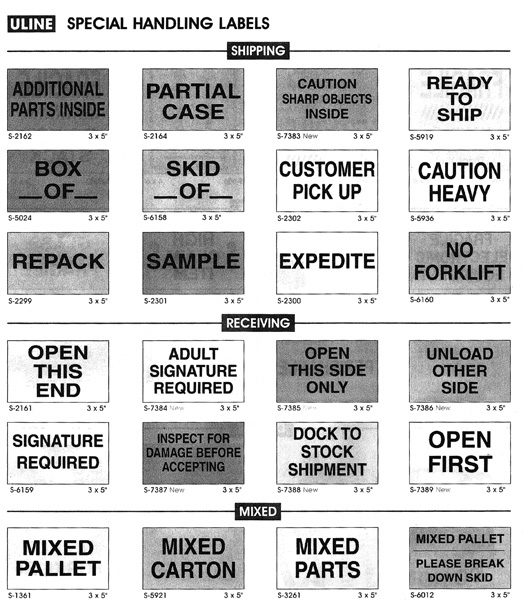 ULINE SPECIAL HANDLING LABELS
SHIPPING
ADDITIONAL
PARTS INSIDE
S-2162 3 x 5"
PARTIAL
CASE
S-2164 3 x 5"
CAUTION
SHARP OBJECTS
INSIDE
S-7383 New 3 x 5"
READY
TO
SHIP
S-5919 3 x 5"
BOX
__OF__
S-5024 3 x 5"
SKID
__OF__
S-6158 3 x 5"
CUSTOMER
PICK UP
S-2302 3 x 5"
CAUTION
HEAVY
S-5936 3 x 5"
REPACK
S-2299 3 x 5"
SAMPLE
S-2301 3 x 5"
EXPEDITE
S-2300 3 x 5"
NO
FORKLIFT
S-6160 3 x 5"
RECEIVING
OPEN
THIS
END
S-2161 3 x 5"
ADULT
SIGNATURE
REQUIRED
S-7384 New 3 x 5"
OPEN
THIS SIDE
ONLY
S-7385 New 3 x 5"
UNLOAD
OTHER
SIDE
S-7386 New 3 x 5"
SIGNATURE
REQUIRED
S-6159 3 x 5"
INSPECT FOR
DAMAGE BEFORE
ACCEPTING
S-7387 New 3 x 5"
DOCK TO
STOCK
SHIPMENT
S-7388 New 3 x 5"
OPEN
FIRST
S-7389 New 3 x 5"
MIXED
MIXED
PALLET
S-1361 3 x 5"
MIXED
CARTON
S-5921 3 x 5"
MIXED
PARTS
S-3261 3 x 5"
MIXED PALLET
PLEASE BREAK
DOWN SKID
S-6012 3 x 5"